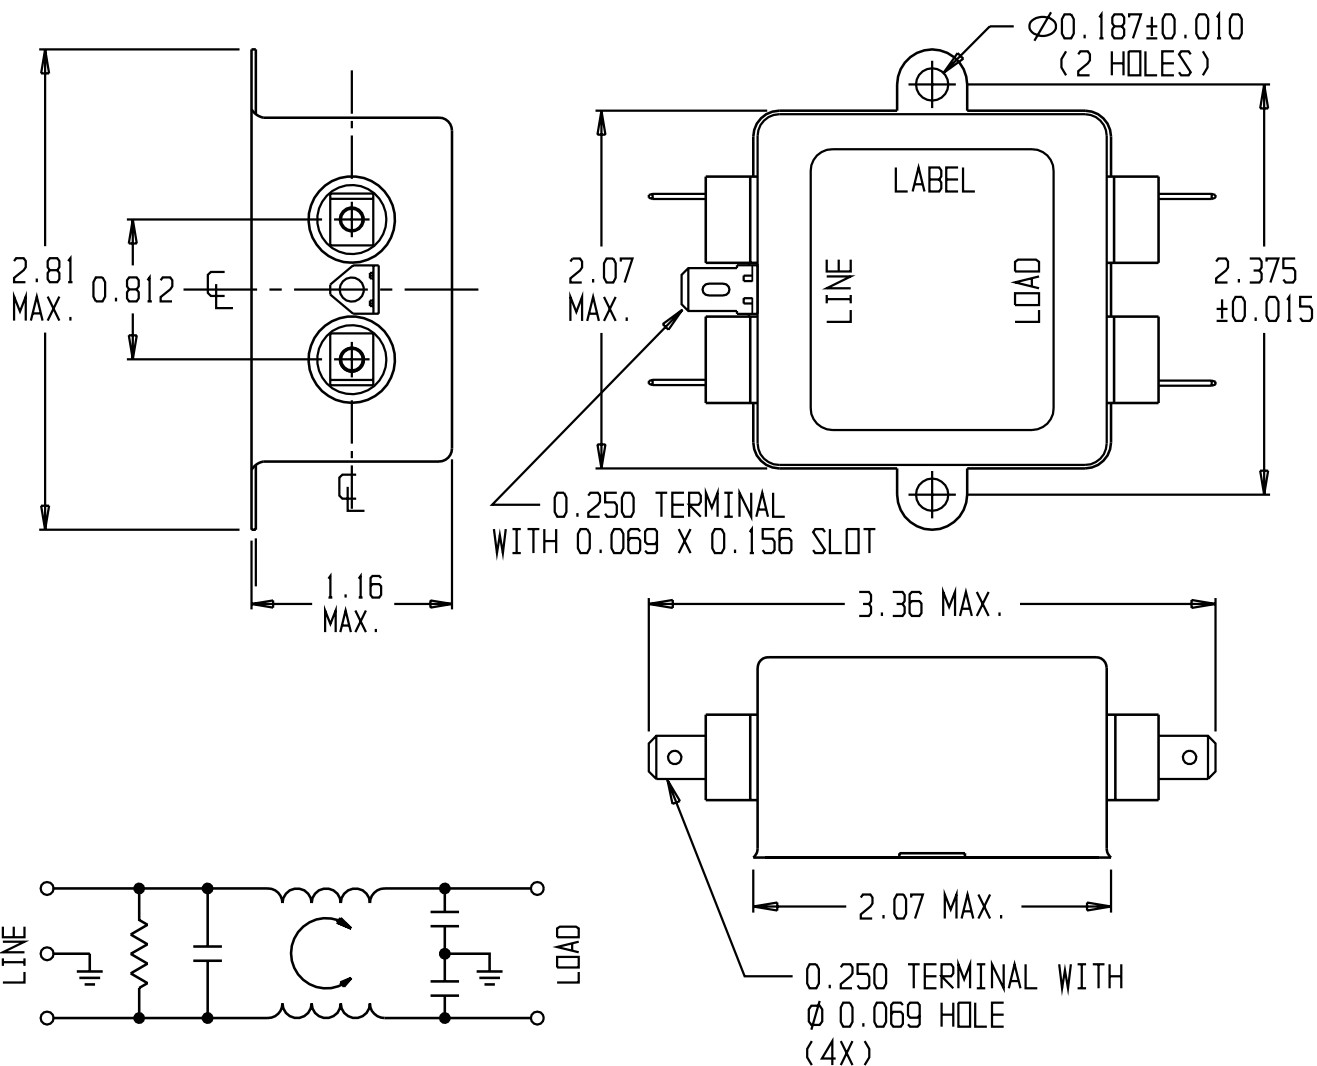 Ø0.187±0.010
(2 HOLES)
2.81
MAX.
0.812
℄
℄
1.16
MAX.
2.07
MAX.
LABEL
LINE
LOAD
2.375
±0.015
0.250 TERMINAL
WITH 0.069 X 0.156 SLOT
3.36 MAX.
2.07 MAX.
0.250 TERMINAL WITH
Ø 0.069 HOLE
(4X)
LINE
LOAD